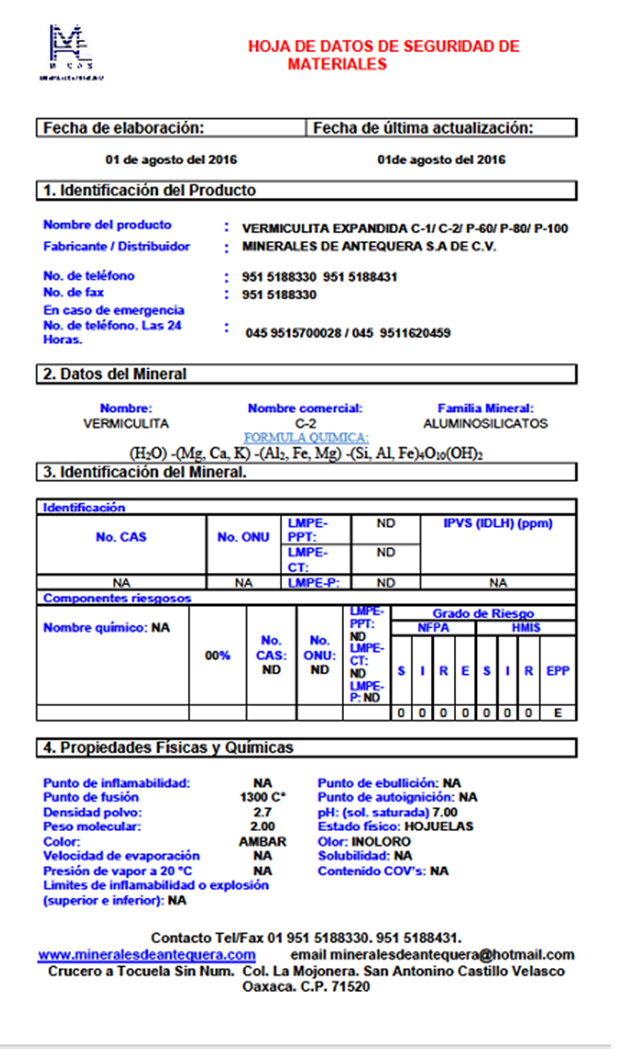 HOJA DE DATOS DE SEGURIDAD DE
MATERIALES
MICAS
Fecha de elaboración: Fecha de última actualización:
01 de agosto del 2016 01de agosto del 2016
1. Identificación del Producto
Nombre del producto : VERMICULITA EXPANDIDA C-1/ C-2/ P-60/ P-80/ P-100
Fabricante / Distribuidor : MINERALES DE ANTEQUERA S.A DE C.V.
No. de teléfono : 951 5188330 951 5188431
No. de fax : 951 5188330
En caso de emergencia
No. de teléfono. Las 24 : 045 9515700028 / 045 9511620459
Horas.
2. Datos del Mineral
Nombre: Nombre comercial: Familia Mineral:
VERMICULITA C-2 ALUMINOSILICATOS
FORMULA QUIMICA:
(H₂O) -(Mg, Ca, K) -(Al₂, Fe, Mg) -(Si, Al, Fe)₄O₁₀(OH)₂
3. Identificación del Mineral.
Identificación
No. CAS No. ONU LMPE-PPT: ND IPVS (IDLH) (ppm)
LMPE-CT: ND
NA NA LMPE-P: ND NA
Componentes riesgosos
Nombre químico: NA 00% No. CAS: ND No. ONU: ND LMPE-PPT: ND LMPE-CT: ND LMPE-P: ND Grado de Riesgo
NFPA HMIS
S I R E S I R EPP
0 0 0 0 0 0 0 E
4. Propiedades Físicas y Químicas
Punto de inflamabilidad: NA Punto de ebullición: NA
Punto de fusión 1300 C° Punto de autoignición: NA
Densidad polvo: 2.7 pH: (sol. saturada) 7.00
Peso molecular: 2.00 Estado físico: HOJUELAS
Color: AMBAR Olor: INOLORO
Velocidad de evaporación NA Solubilidad: NA
Presión de vapor a 20 °C NA Contenido COV's: NA
Limites de inflamabilidad o explosión
(superior e inferior): NA
Contacto Tel/Fax 01 951 5188330. 951 5188431.
www.mineralesdeantequera.com email mineralesdeantequera@hotmail.com
Crucero a Tocuela Sin Num. Col. La Mojonera. San Antonino Castillo Velasco
Oaxaca. C.P. 71520